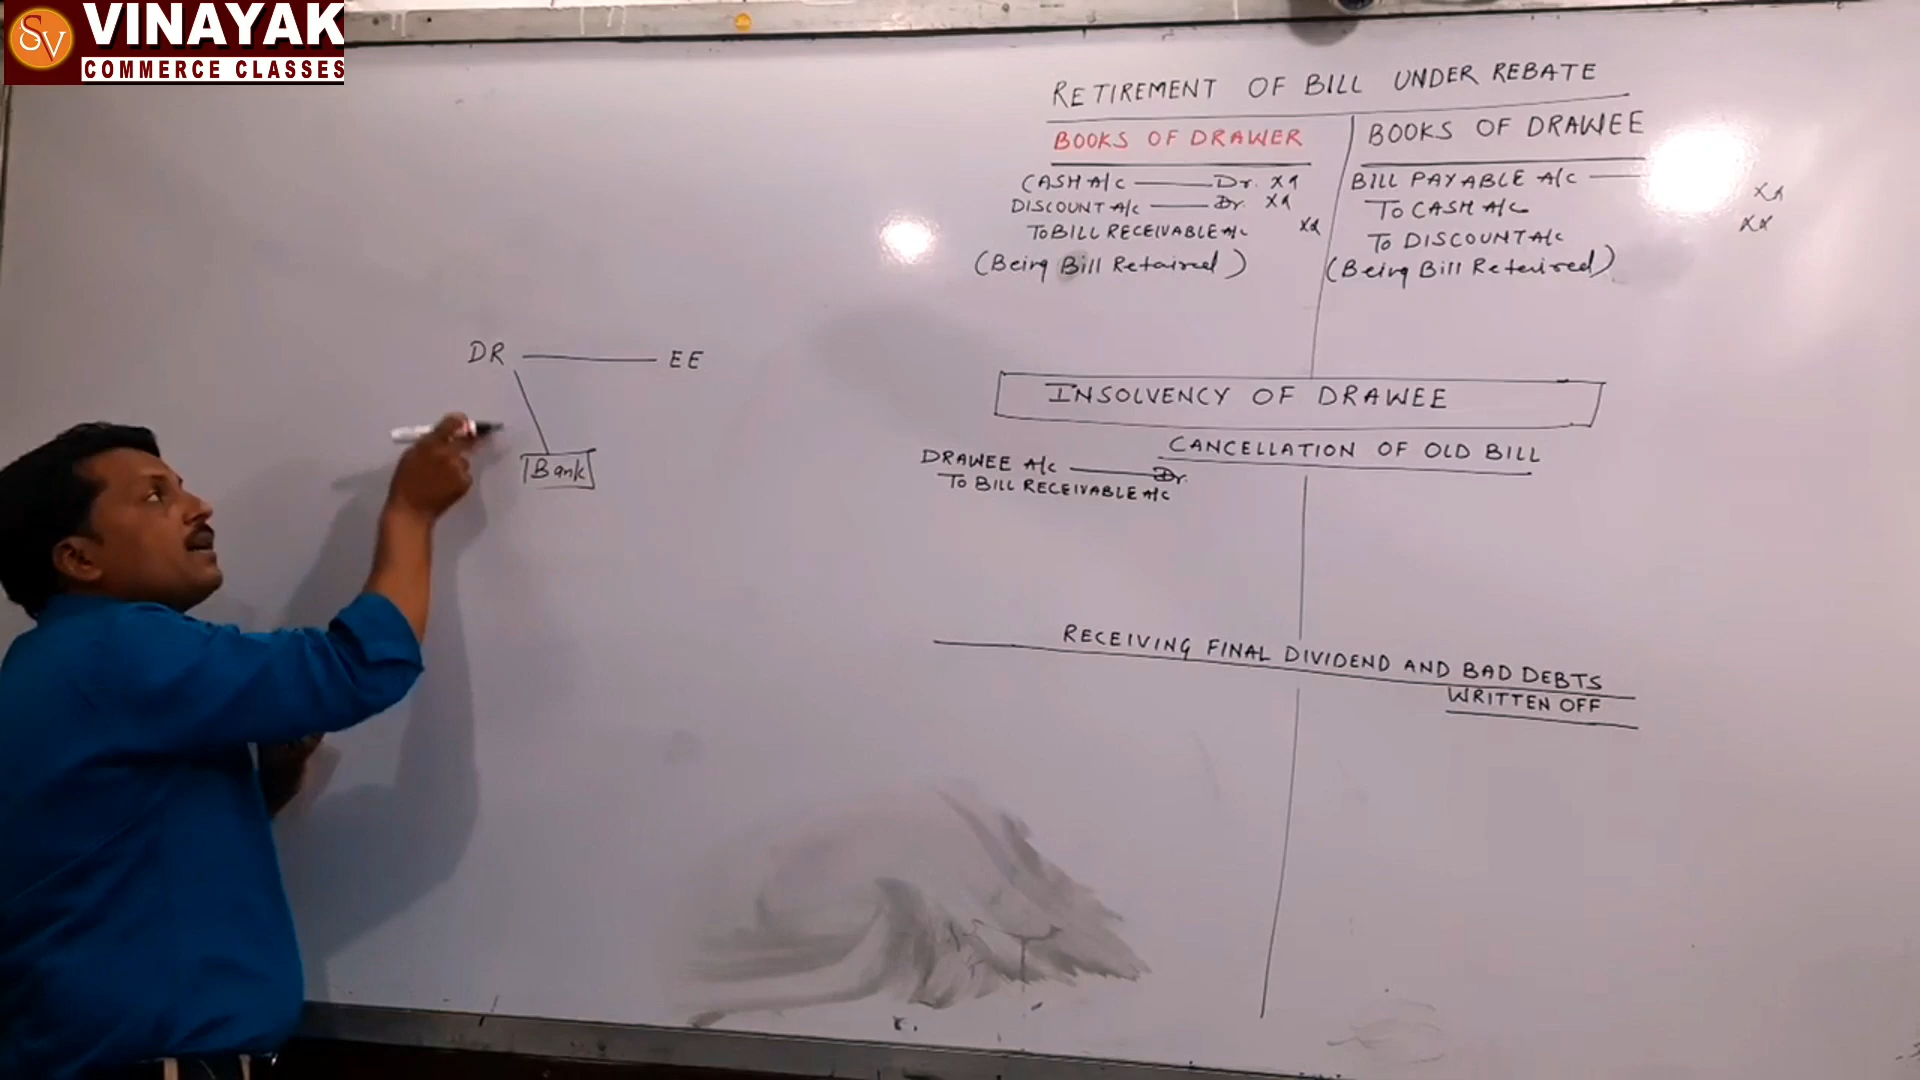 SV VINAYAK
COMMERCE CLASSES
RETIREMENT OF BILL UNDER REBATE
BOOKS OF DRAWER
CASH A/c Dr. XX
DISCOUNT A/c Dr. XX
TO BILL RECEIVABLE A/c XX
(Being Bill Retaired)
BOOKS OF DRAWEE
BILL PAYABLE A/c
TO CASH A/c XX
TO DISCOUNT A/c XX
(Being Bill Reteired)
DR EE
Bank
INSOLVENCY OF DRAWEE
CANCELLATION OF OLD BILL
DRAWEE A/c Dr.
TO BILL RECEIVABLE A/c
RECEIVING FINAL DIVIDEND AND BAD DEBTS
WRITTEN OFF